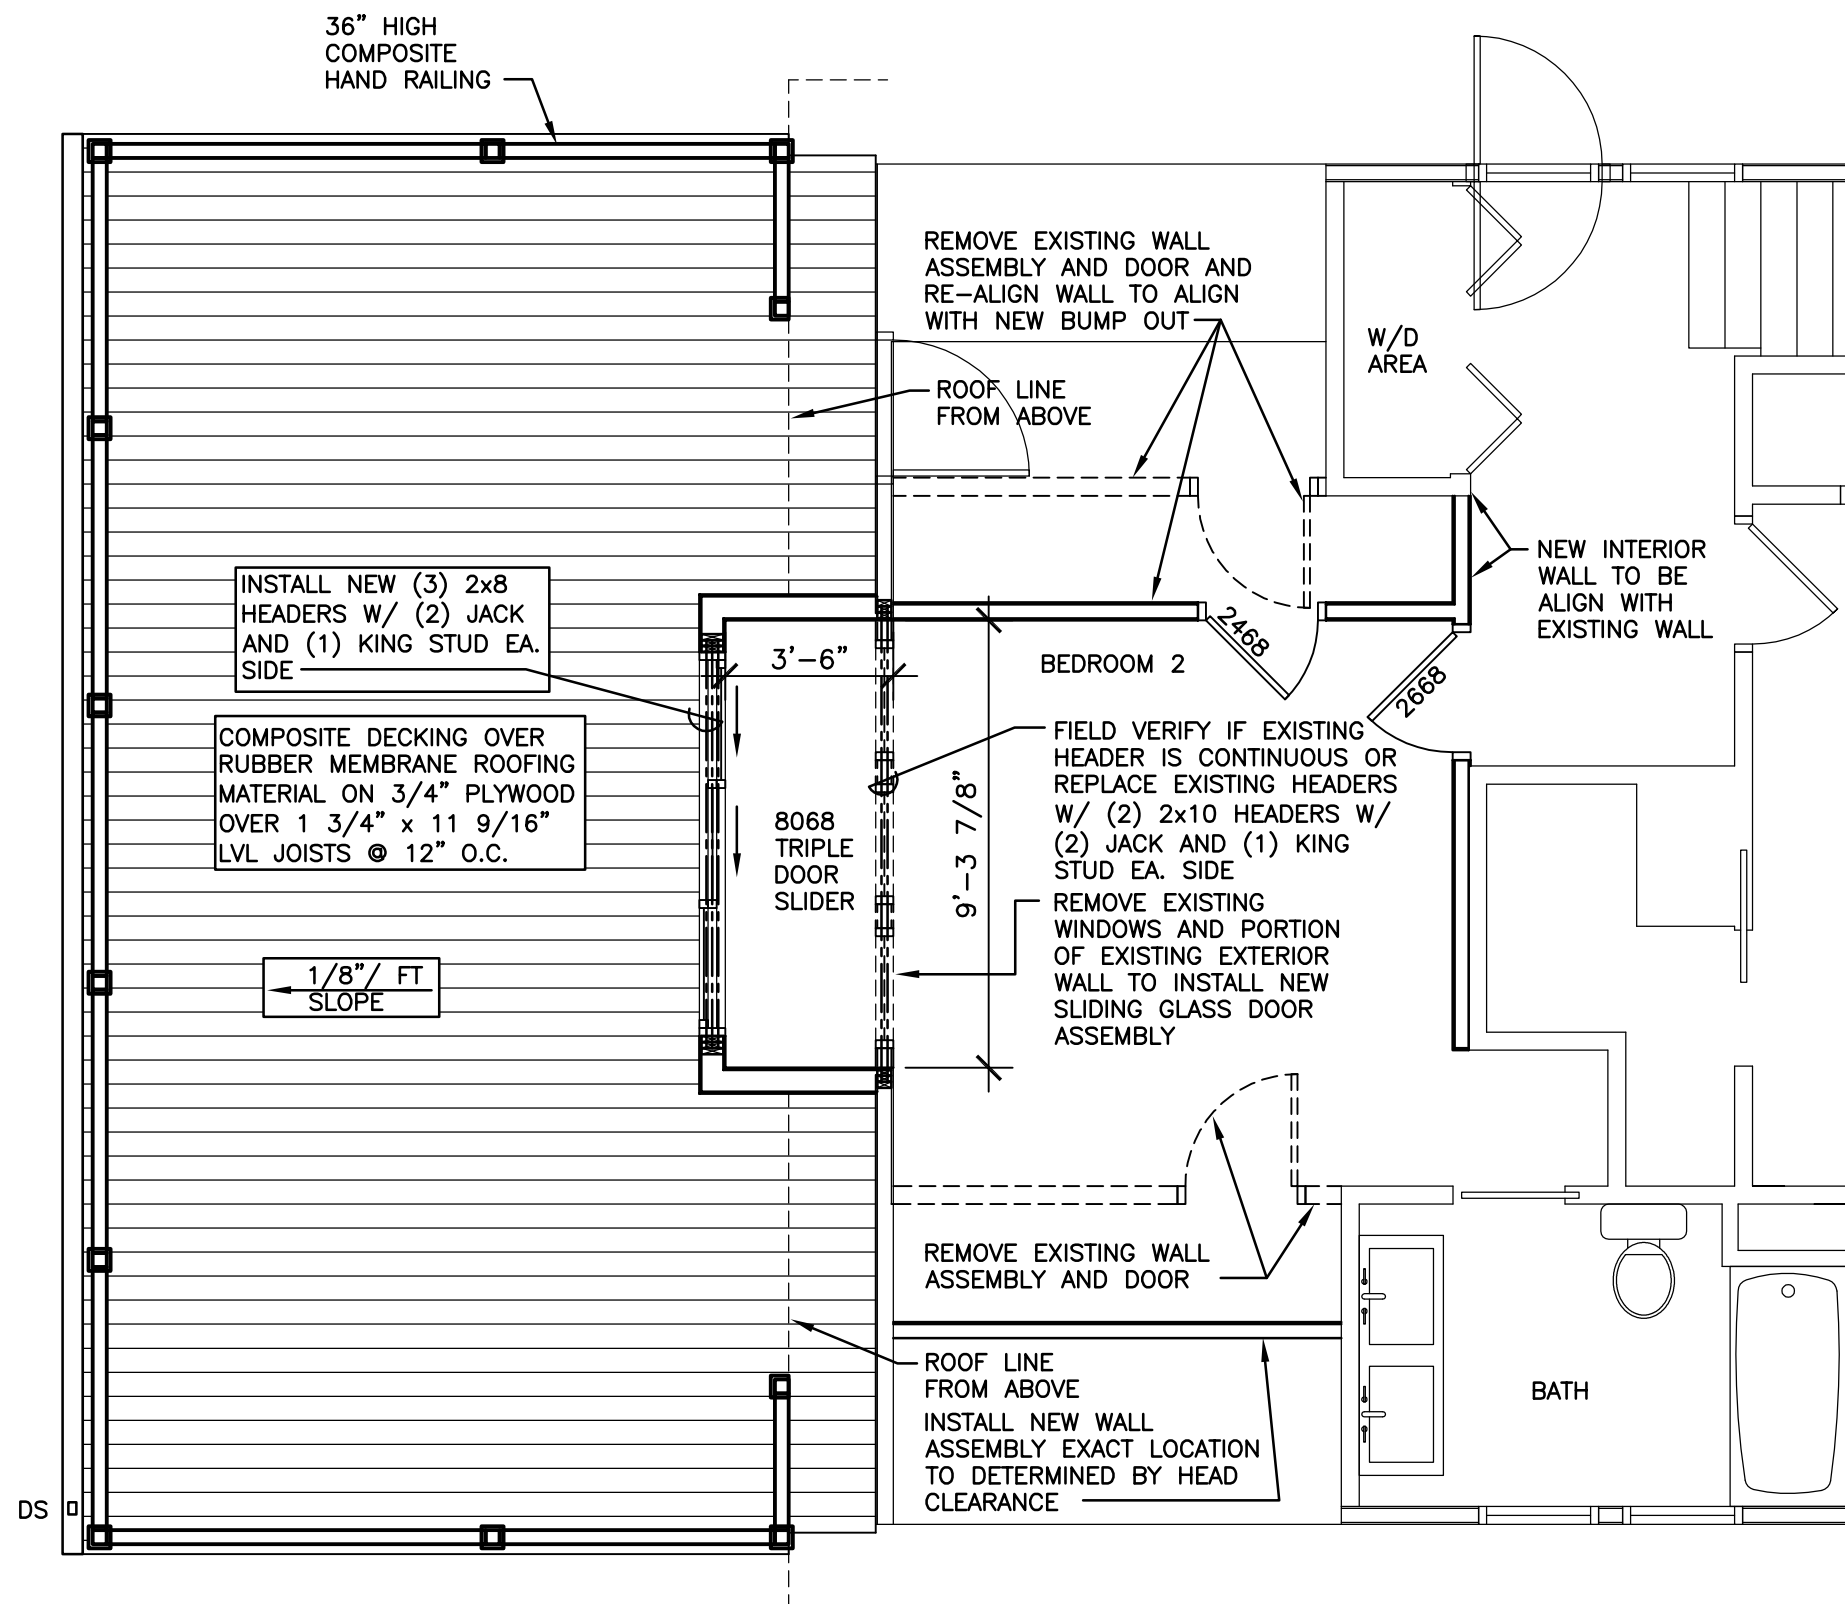 36" HIGH
COMPOSITE
HAND RAILING
REMOVE EXISTING WALL
ASSEMBLY AND DOOR AND
RE-ALIGN WALL TO ALIGN
WITH NEW BUMP OUT
W/D
AREA
ROOF LINE
FROM ABOVE
NEW INTERIOR
WALL TO BE
ALIGN WITH
EXISTING WALL
INSTALL NEW (3) 2x8
HEADERS W/ (2) JACK
AND (1) KING STUD EA.
SIDE
3'-6"
BEDROOM 2
2468
2668
COMPOSITE DECKING OVER
RUBBER MEMBRANE ROOFING
MATERIAL ON 3/4" PLYWOOD
OVER 1 3/4" x 11 9/16"
LVL JOISTS @ 12" O.C.
8068
TRIPLE
DOOR
SLIDER
9'-3 7/8"
FIELD VERIFY IF EXISTING
HEADER IS CONTINUOUS OR
REPLACE EXISTING HEADERS
W/ (2) 2x10 HEADERS W/
(2) JACK AND (1) KING
STUD EA. SIDE
REMOVE EXISTING
WINDOWS AND PORTION
OF EXISTING EXTERIOR
WALL TO INSTALL NEW
SLIDING GLASS DOOR
ASSEMBLY
1/8"/ FT
SLOPE
REMOVE EXISTING WALL
ASSEMBLY AND DOOR
ROOF LINE
FROM ABOVE
INSTALL NEW WALL
ASSEMBLY EXACT LOCATION
TO DETERMINED BY HEAD
CLEARANCE
BATH
DS